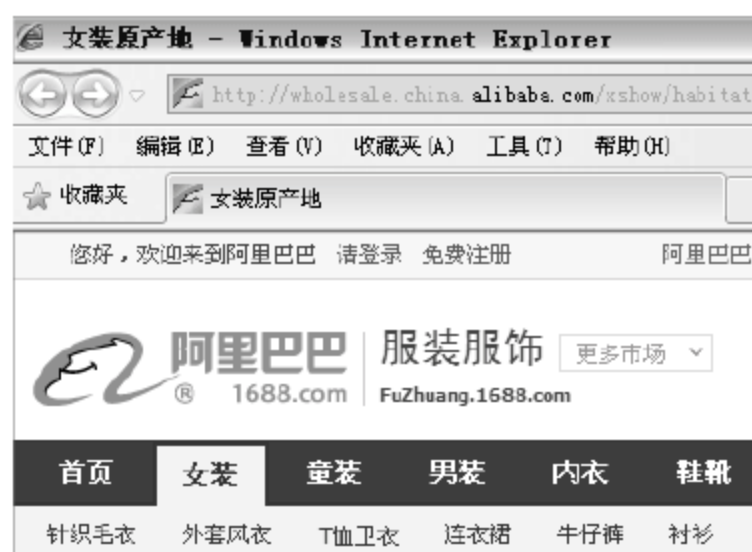 女装原产地 - Windows Internet Explorer
http://wholesale.china.alibaba.com/xshow/habitat
文件(F) 编辑(E) 查看(V) 收藏夹(A) 工具(T) 帮助(H)
收藏夹 女装原产地
您好，欢迎来到阿里巴巴 请登录 免费注册 阿里巴巴
阿里巴巴 服装服饰 更多市场
® 1688.com FuZhuang.1688.com
首页 女装 童装 男装 内衣 鞋靴
针织毛衣 外套风衣 T恤卫衣 连衣裙 牛仔裤 衬衫